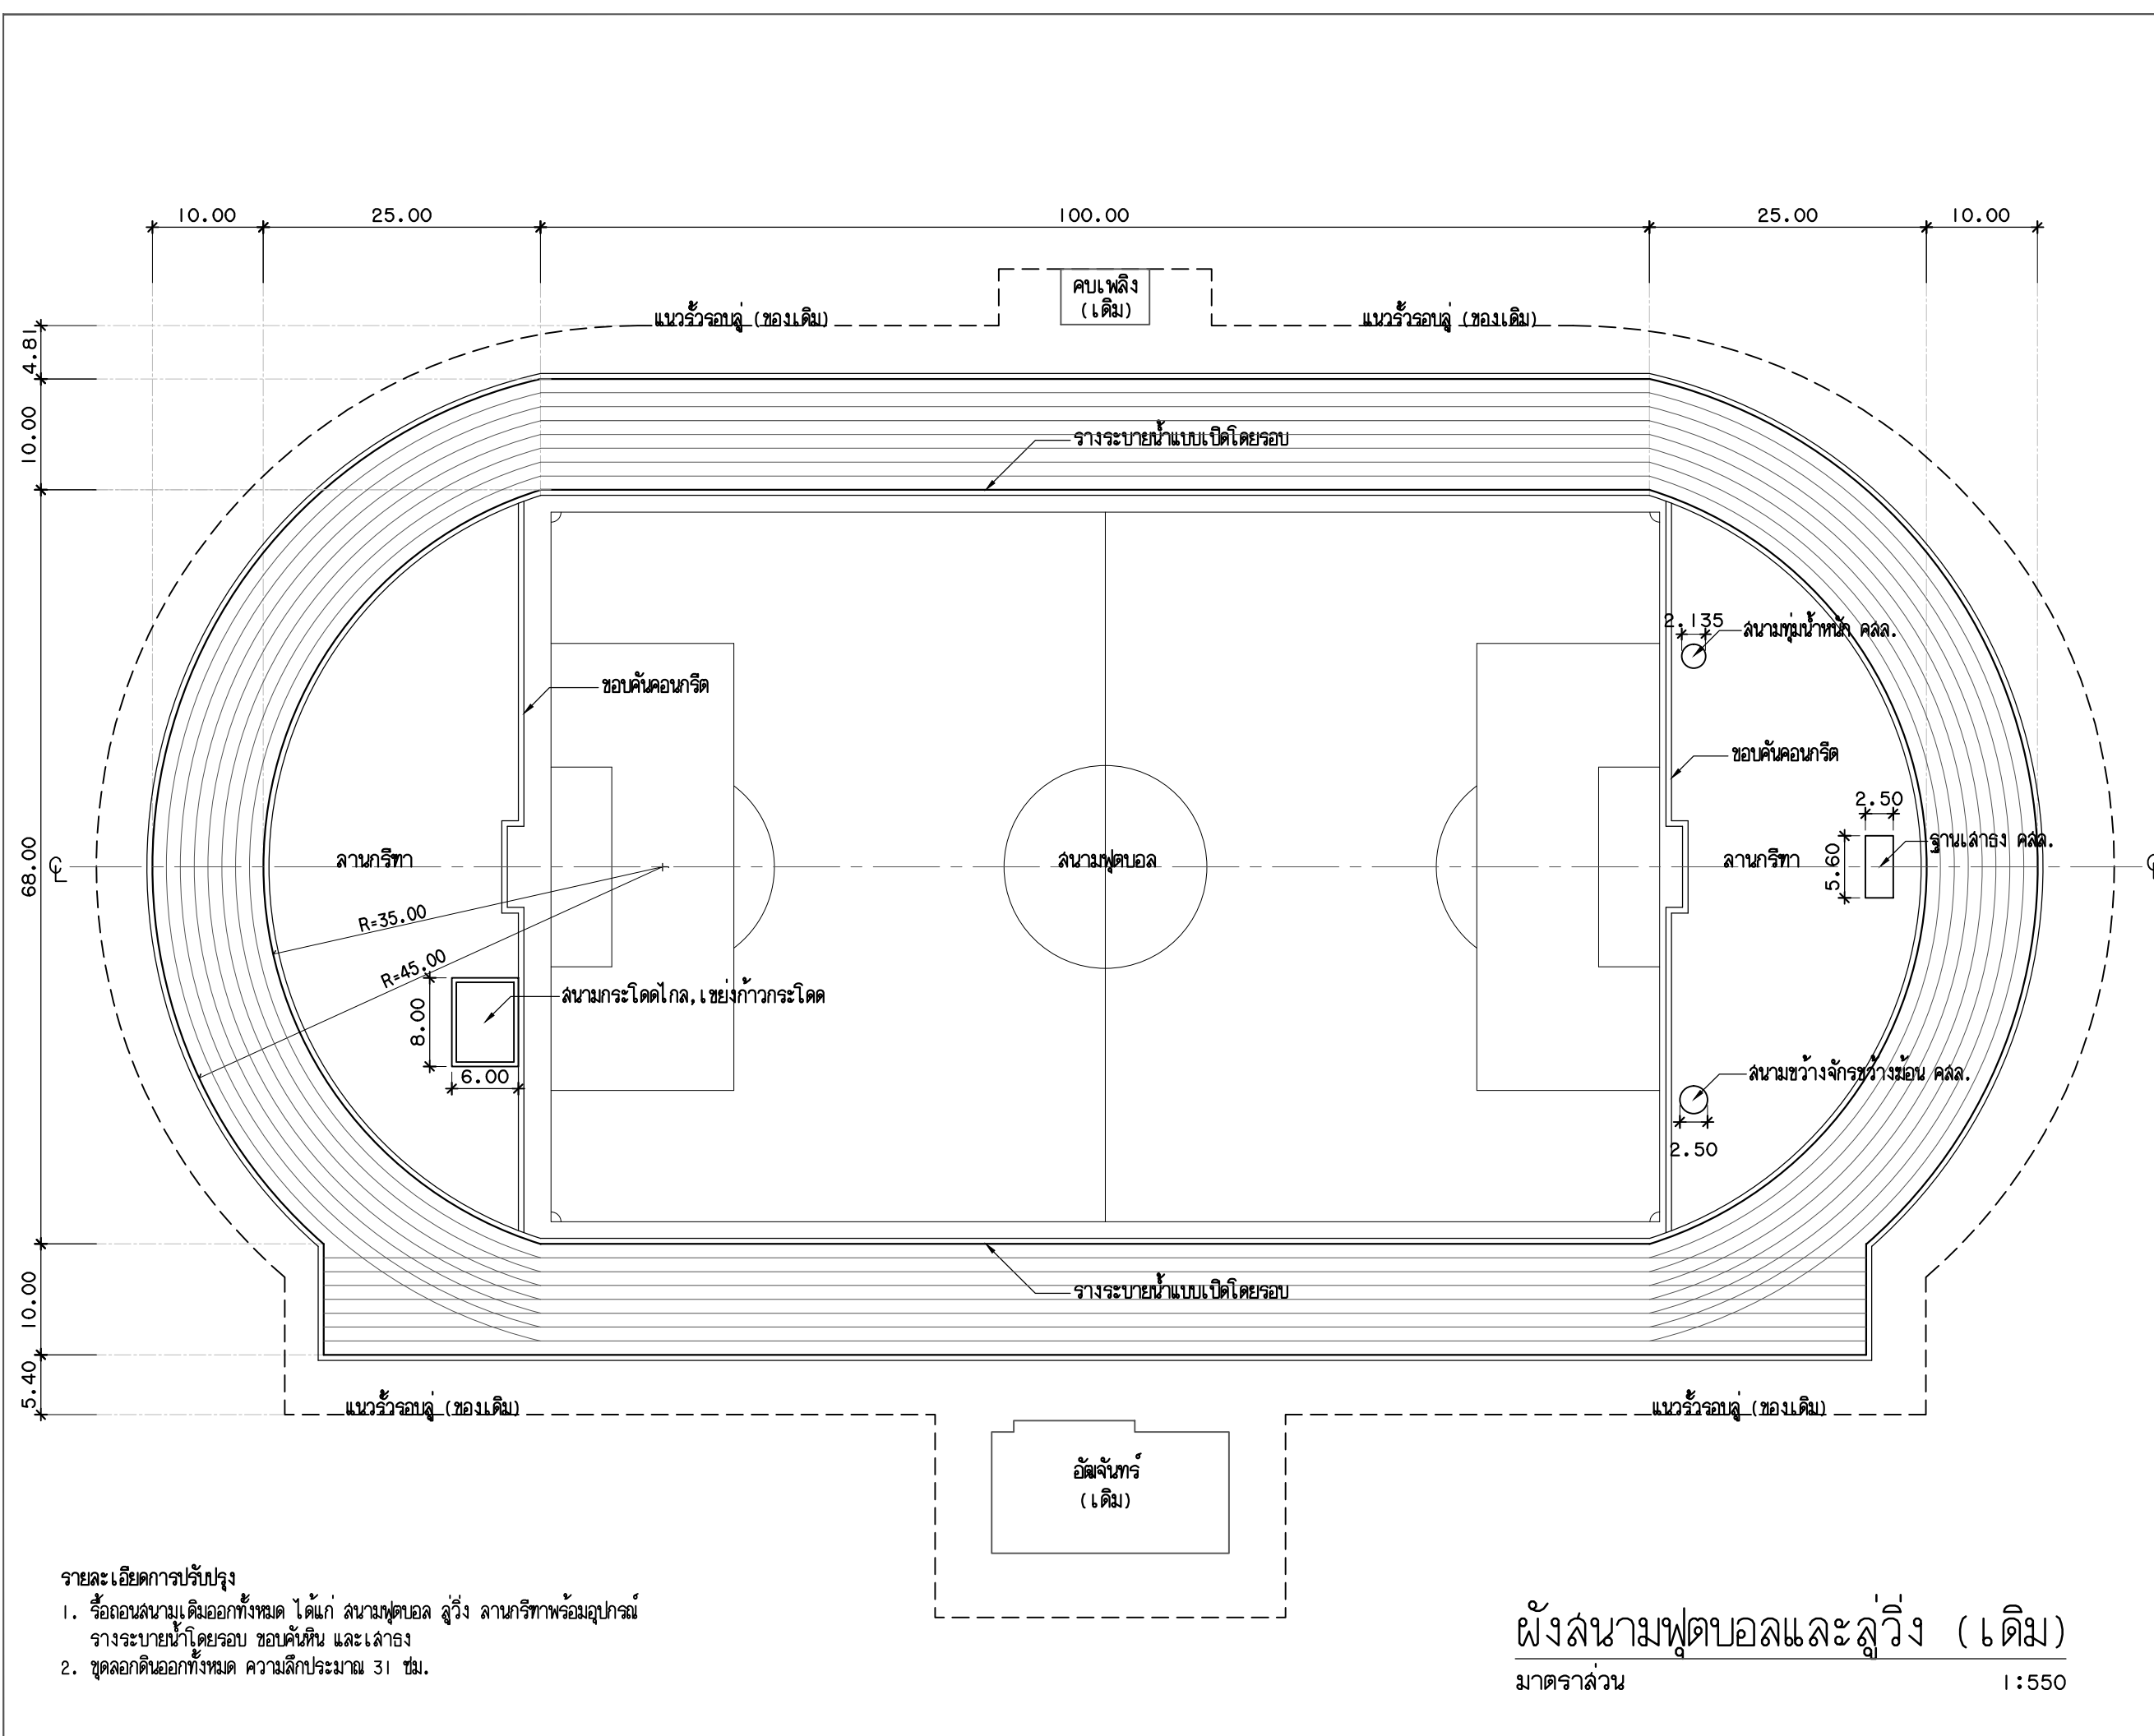 10.00 25.00 100.00 25.00 10.00
คบเพลิง
(เดิม)
แนวรั้วรอบลู่ (ของเดิม)
แนวรั้วรอบลู่ (ของเดิม)
4.81
10.00
รางระบายน้ำแบบเปิดโดยรอบ
2.135
สนามทุ่มน้ำหนัก คสล.
ขอบคันคอนกรีต
ขอบคันคอนกรีต
2.50
ฐานเสาธง คสล.
5.60
68.00
ลานกรีฑา
สนามฟุตบอล
ลานกรีฑา
R=35.00
R=45.00
สนามกระโดดไกล,เขย่งก้าวกระโดด
8.00
6.00
สนามขว้างจักรขว้างฆ้อน คสล.
2.50
รางระบายน้ำแบบเปิดโดยรอบ
10.00
5.40
แนวรั้วรอบลู่ (ของเดิม)
แนวรั้วรอบลู่ (ของเดิม)
อัฒจันทร์
(เดิม)
รายละเอียดการปรับปรุง
1. รื้อถอนสนามเดิมออกทั้งหมด ได้แก่ สนามฟุตบอล ลู่วิ่ง ลานกรีฑาพร้อมอุปกรณ์
รางระบายน้ำโดยรอบ ขอบคันหิน และเสาธง
2. ขุดลอกดินออกทั้งหมด ความลึกประมาณ 31 ซม.
ผังสนามฟุตบอลและลู่วิ่ง (เดิม)
มาตราส่วน 1:550